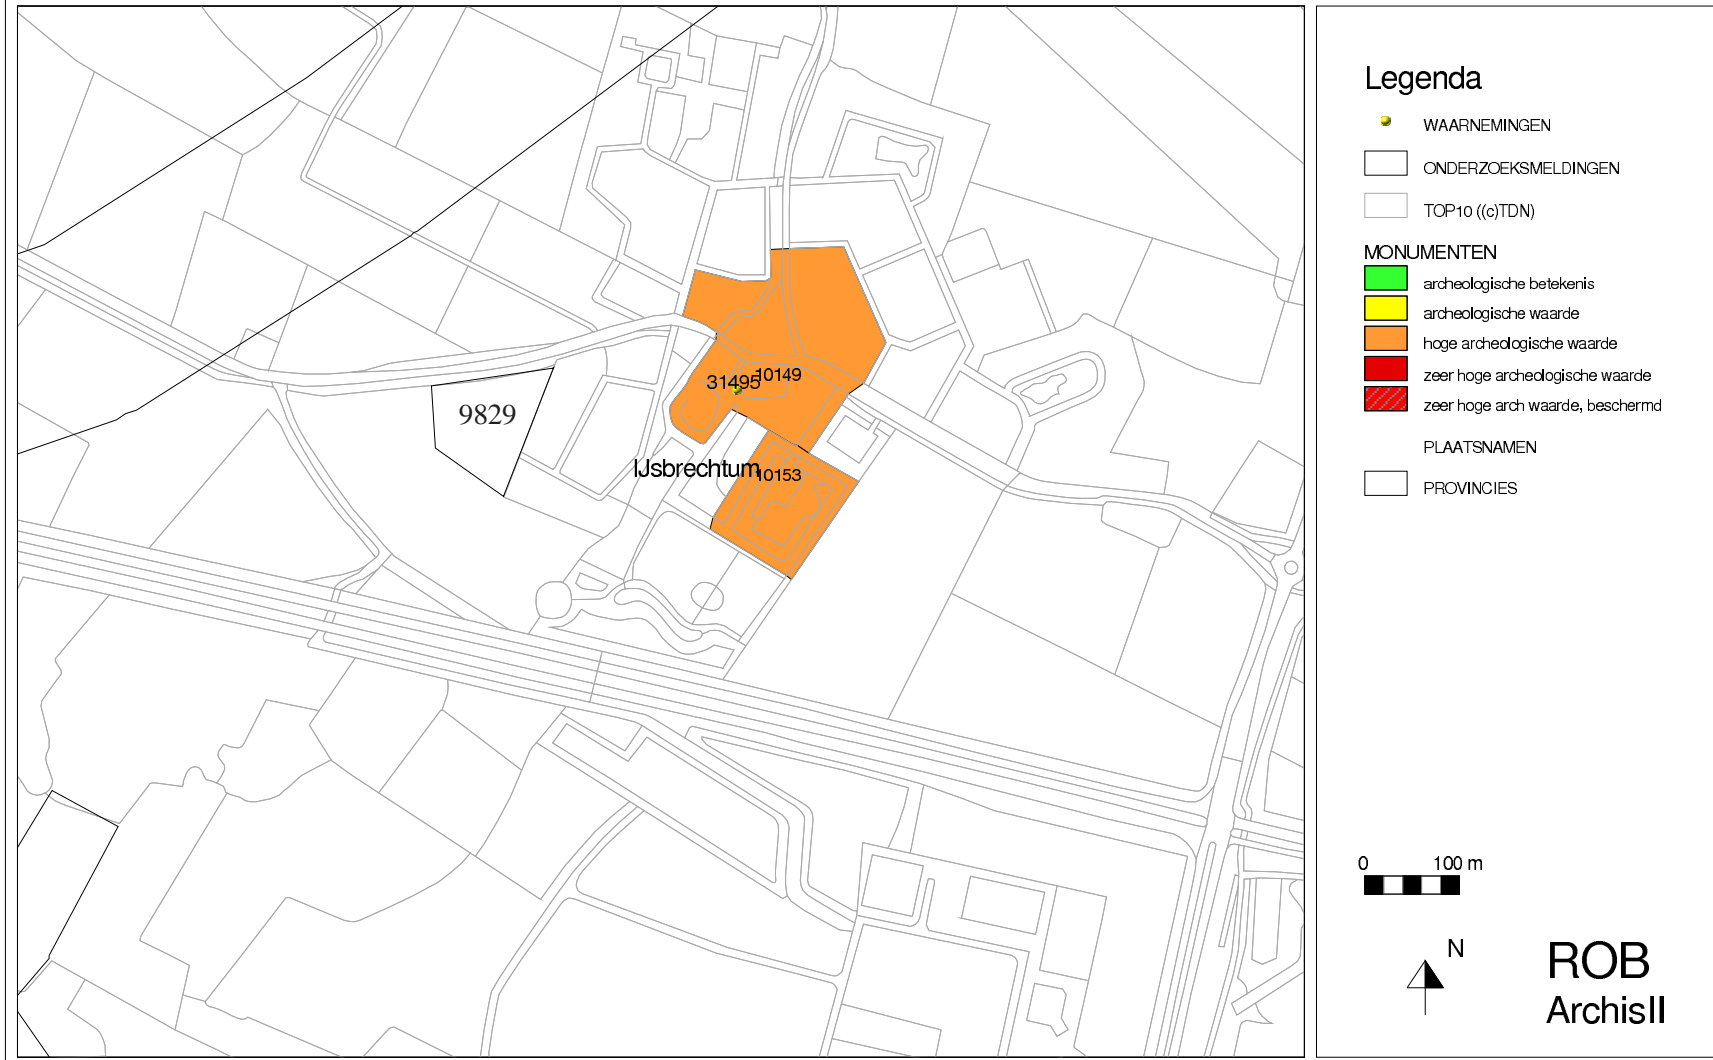 31495
10149
9829
IJsbrechtum
10153
Legenda
WAARNEMINGEN
ONDERZOEKSMELDINGEN
TOP10 ((c)TDN)
MONUMENTEN
archeologische betekenis
archeologische waarde
hoge archeologische waarde
zeer hoge archeologische waarde
zeer hoge arch waarde, beschermd
PLAATSNAMEN
PROVINCIES
0 100 m
N
ROB
ArchisII